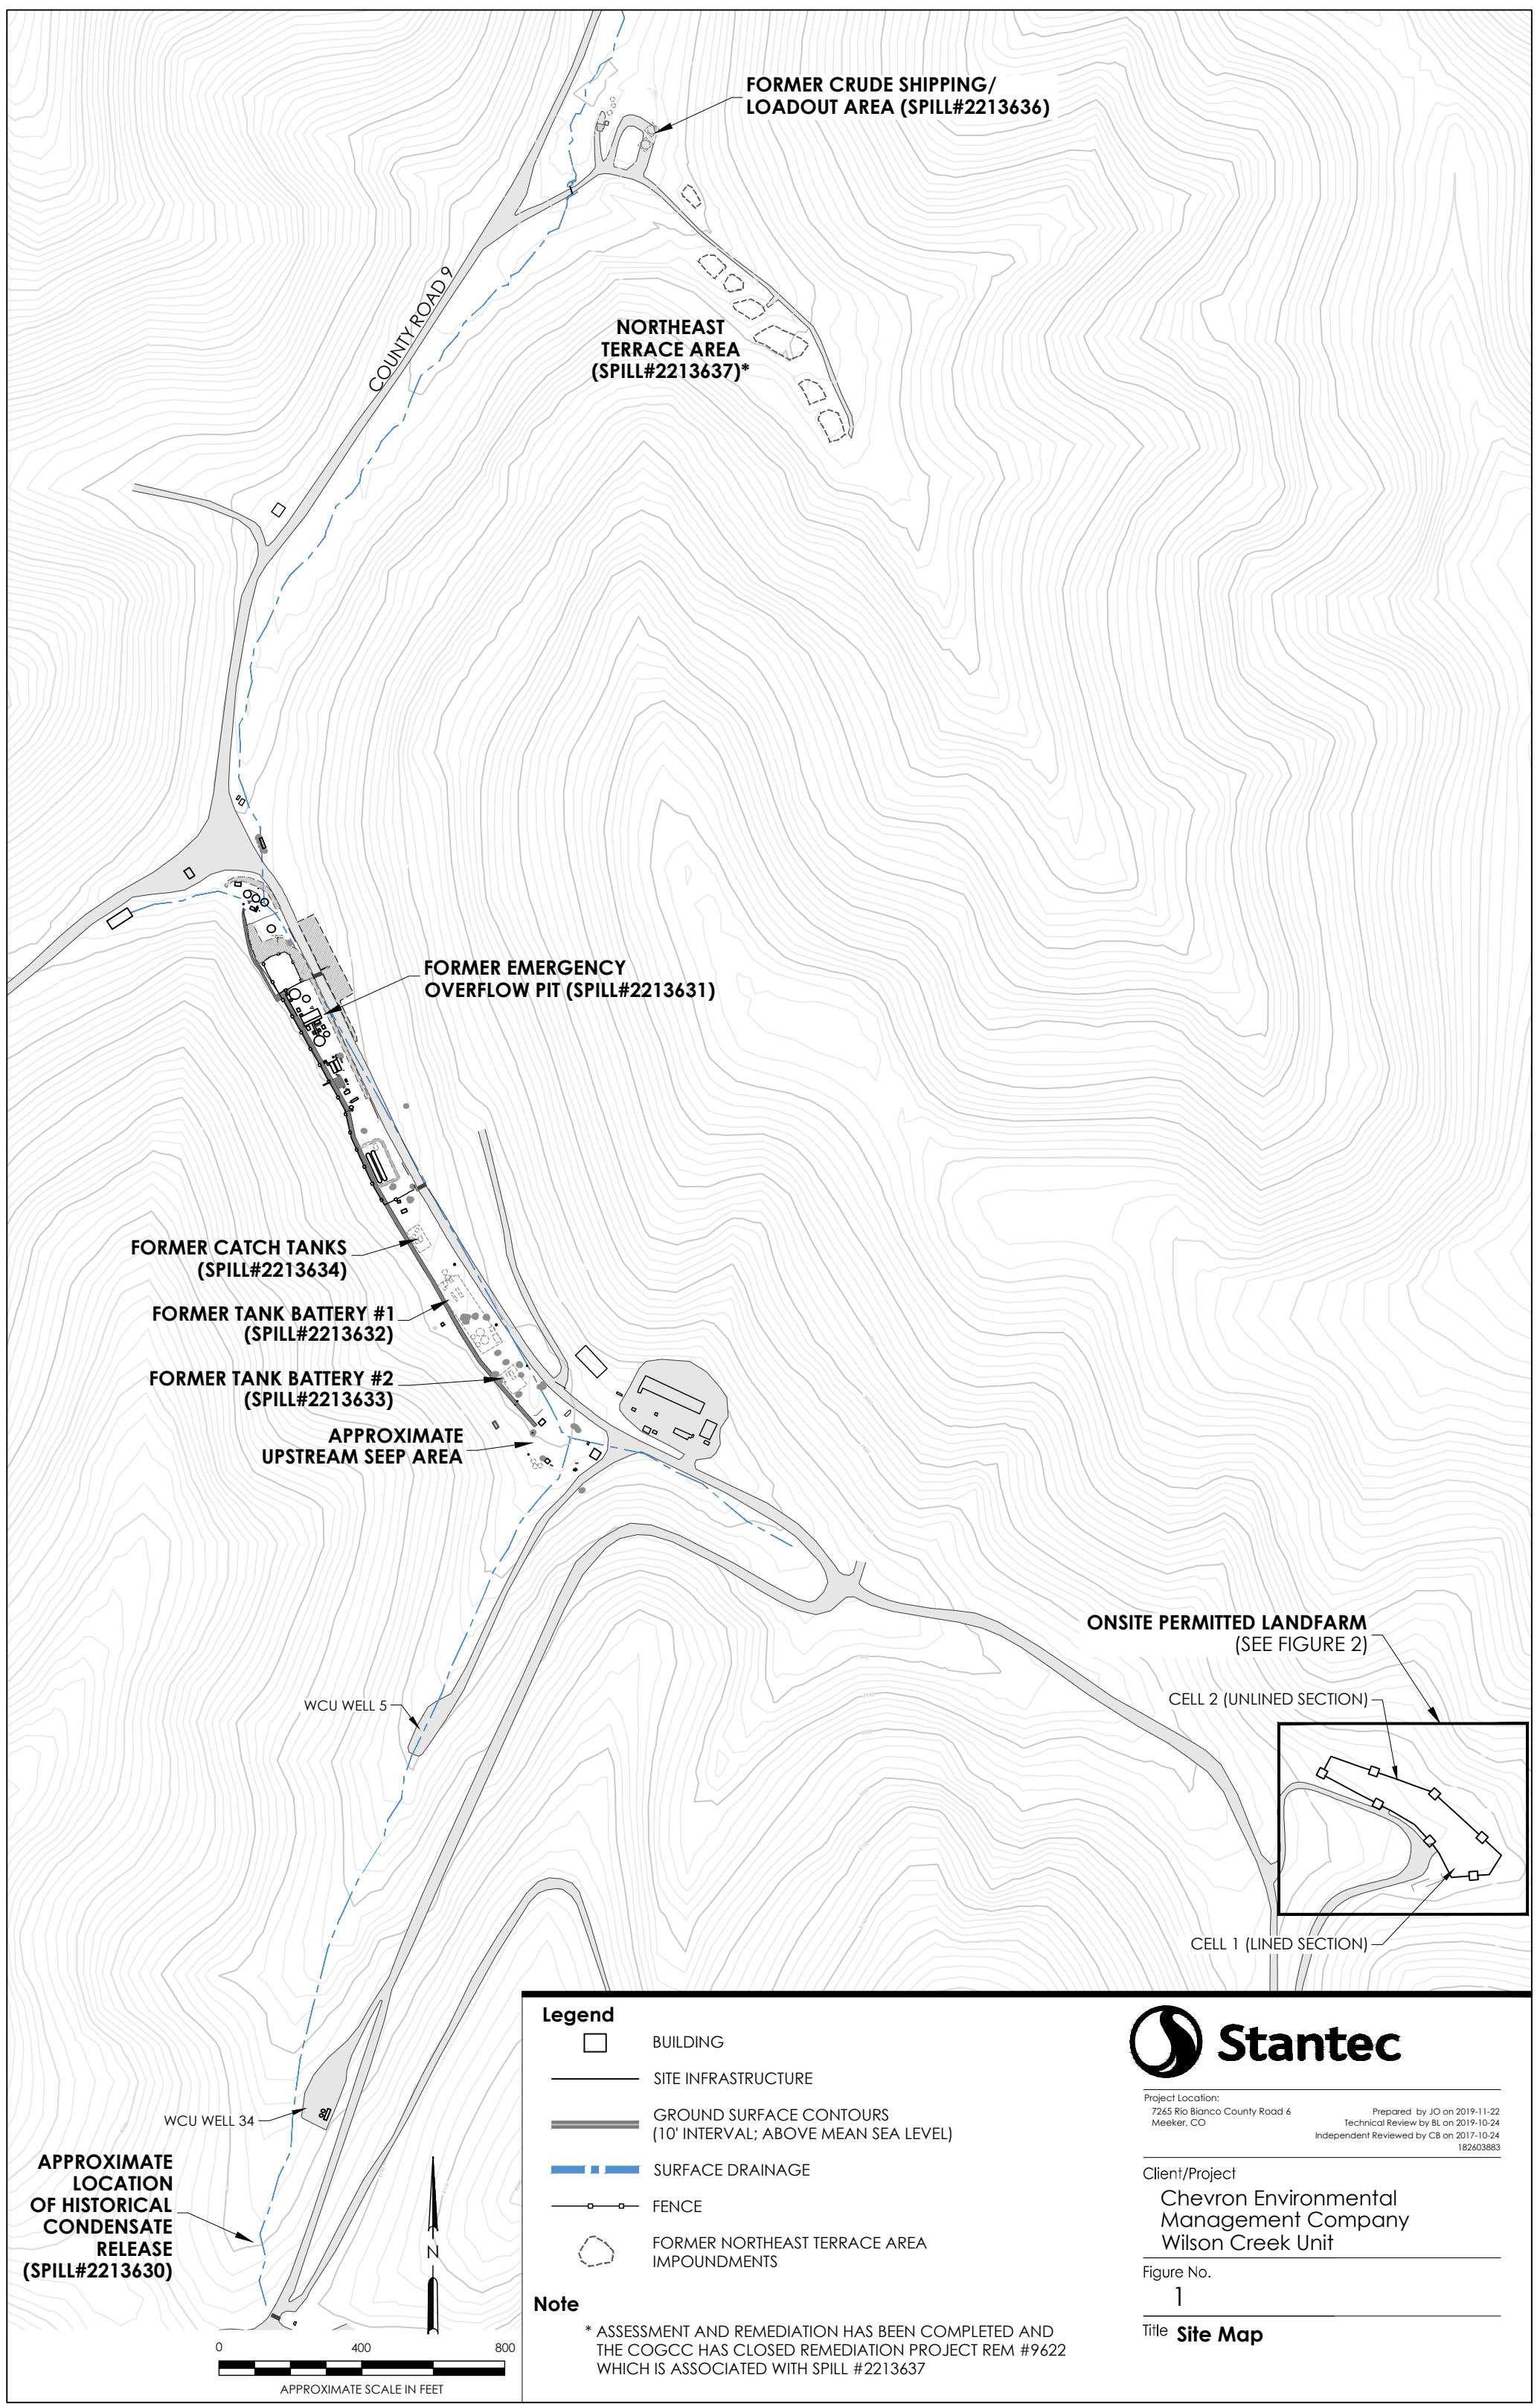 FORMER CRUDE SHIPPING/
LOADOUT AREA (SPILL#2213636)
COUNTY ROAD 9
NORTHEAST
TERRACE AREA
(SPILL#2213637)*
FORMER EMERGENCY
OVERFLOW PIT (SPILL#2213631)
FORMER CATCH TANKS
(SPILL#2213634)
FORMER TANK BATTERY #1
(SPILL#2213632)
FORMER TANK BATTERY #2
(SPILL#2213633)
APPROXIMATE
UPSTREAM SEEP AREA
ONSITE PERMITTED LANDFARM
(SEE FIGURE 2)
CELL 2 (UNLINED SECTION)
WCU WELL 5
CELL 1 (LINED SECTION)
WCU WELL 34
APPROXIMATE
LOCATION
OF HISTORICAL
CONDENSATE
RELEASE
(SPILL#2213630)
N
0 400 800
APPROXIMATE SCALE IN FEET
Legend
BUILDING
SITE INFRASTRUCTURE
GROUND SURFACE CONTOURS
(10' INTERVAL; ABOVE MEAN SEA LEVEL)
SURFACE DRAINAGE
FENCE
FORMER NORTHEAST TERRACE AREA
IMPOUNDMENTS
Note
* ASSESSMENT AND REMEDIATION HAS BEEN COMPLETED AND
THE COGCC HAS CLOSED REMEDIATION PROJECT REM #9622
WHICH IS ASSOCIATED WITH SPILL #2213637
Stantec
Project Location:
7265 Rio Bianco County Road 6
Meeker, CO
Prepared by JO on 2019-11-22
Technical Review by BL on 2019-10-24
Independent Reviewed by CB on 2017-10-24
182603883
Client/Project
Chevron Environmental
Management Company
Wilson Creek Unit
Figure No.
1
Title Site Map